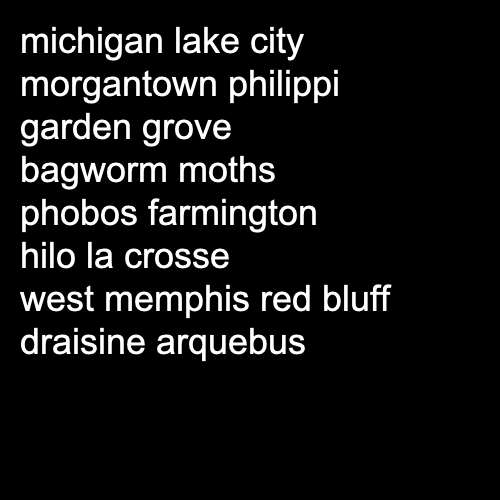 michigan lake city
morgantown philippi
garden grove
bagworm moths
phobos farmington
hilo la crosse
west memphis red bluff
draisine arquebus